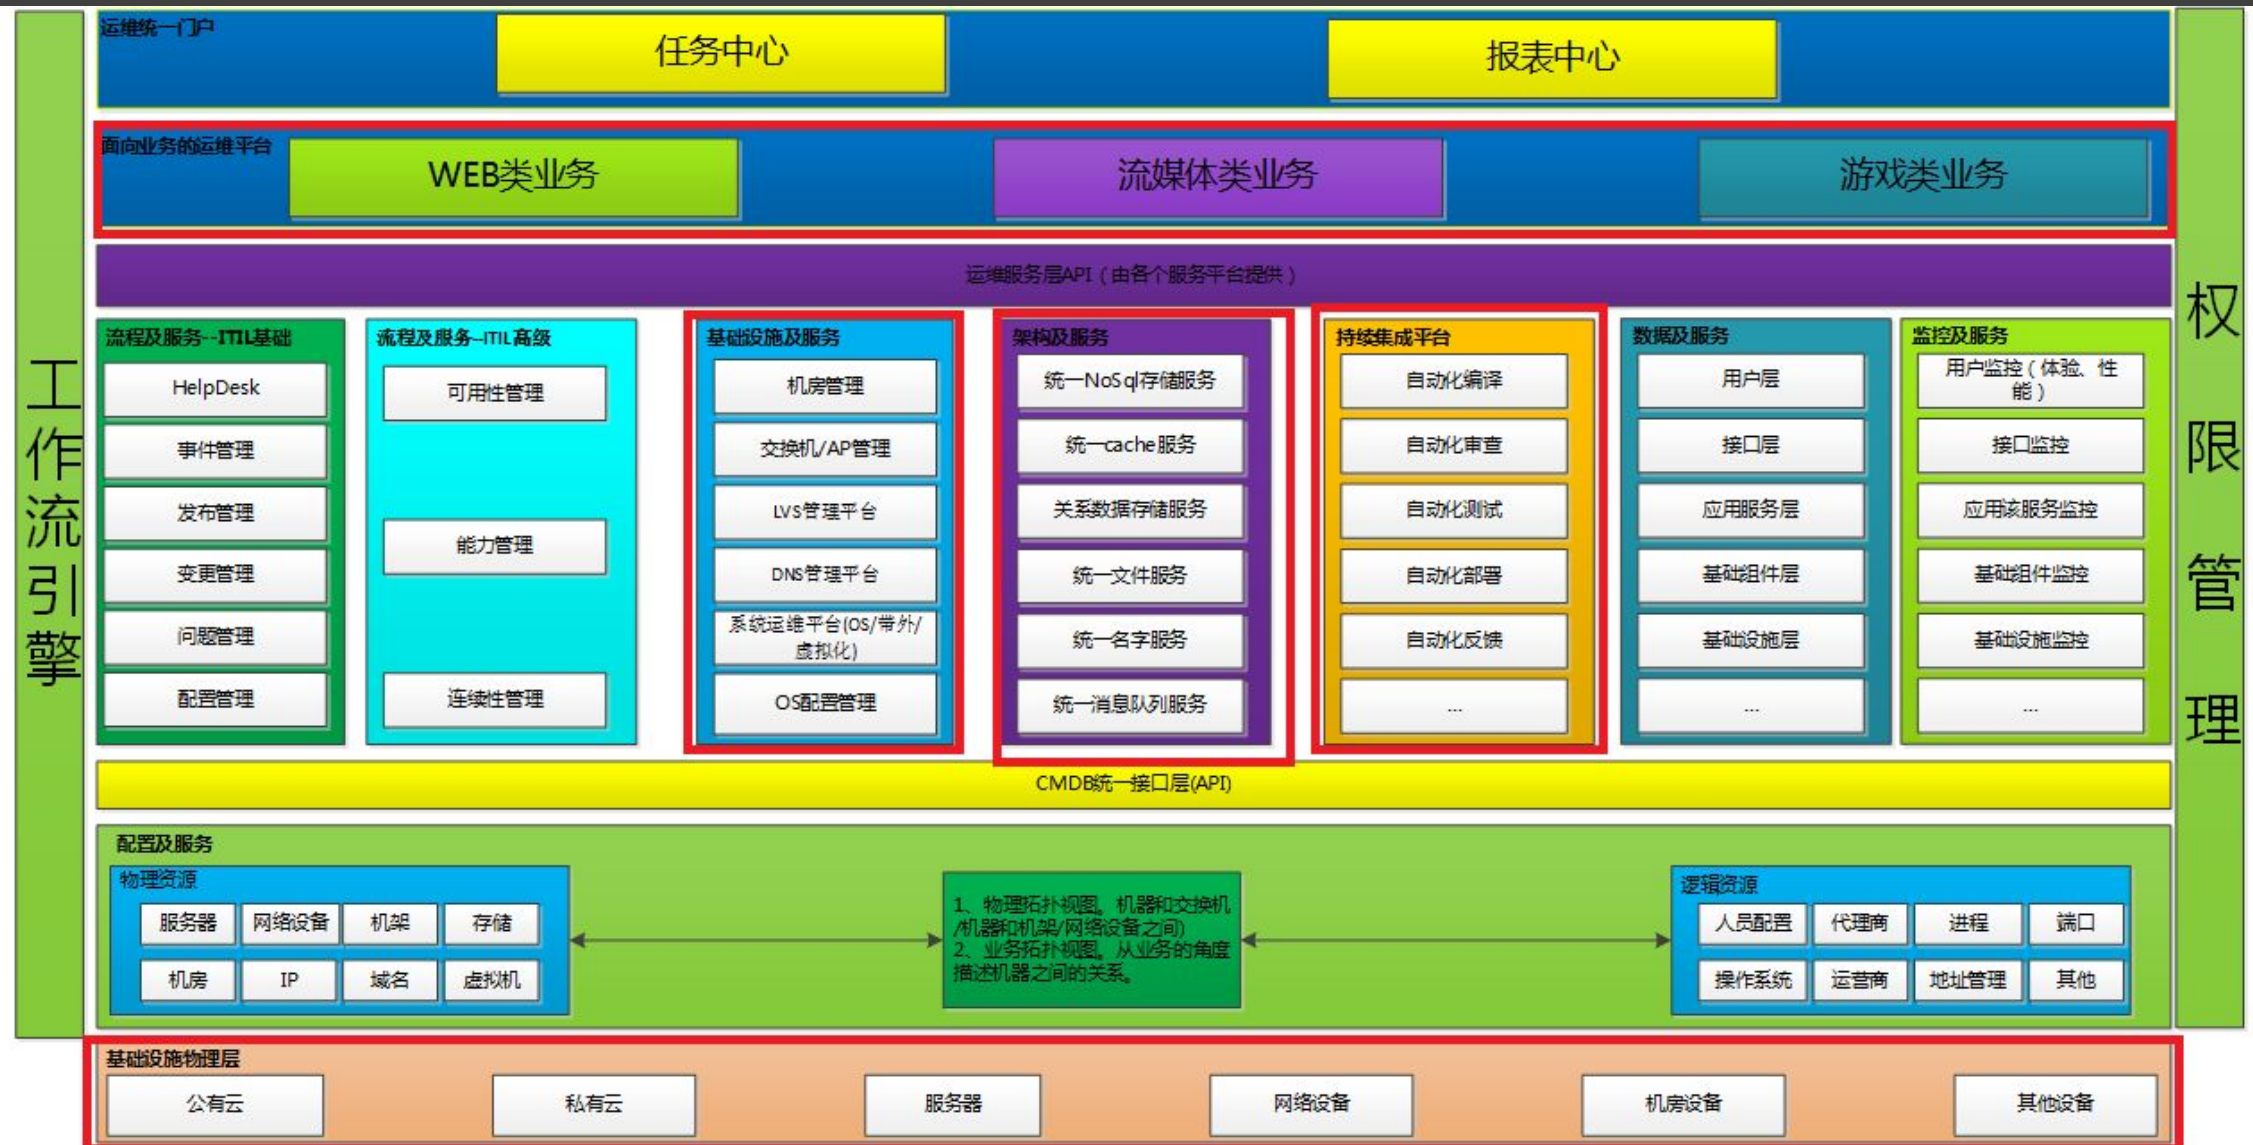 运维统一门户
任务中心
报表中心
面向业务的运维平台
WEB类业务
流媒体类业务
游戏类业务
运维服务层API（由各个服务平台提供）
工作流引擎
权限管理
流程及服务--ITIL基础
HelpDesk
事件管理
发布管理
变更管理
问题管理
配置管理
流程及服务--ITIL高级
可用性管理
能力管理
连续性管理
基础设施及服务
机房管理
交换机/AP管理
LVS管理平台
DNS管理平台
系统运维平台(OS/带外/
虚拟化)
OS配置管理
架构及服务
统一NoSql存储服务
统一cache服务
关系数据存储服务
统一文件服务
统一名字服务
统一消息队列服务
持续集成平台
自动化编译
自动化审查
自动化测试
自动化部署
自动化反馈
...
数据及服务
用户层
接口层
应用服务层
基础组件层
基础设施层
...
监控及服务
用户监控（体验、性
能）
接口监控
应用该服务监控
基础组件监控
基础设施监控
...
CMDB统一接口层(API)
配置及服务
物理资源
服务器 网络设备 机架 存储
机房 IP 域名 虚拟机
1、物理拓扑视图。机器和交换机
/机器和机架/网络设备之间)
2、业务拓扑视图。从业务的角度
描述机器之间的关系。
逻辑资源
人员配置 代理商 进程 端口
操作系统 运营商 地址管理 其他
基础设施物理层
公有云 私有云 服务器 网络设备 机房设备 其他设备